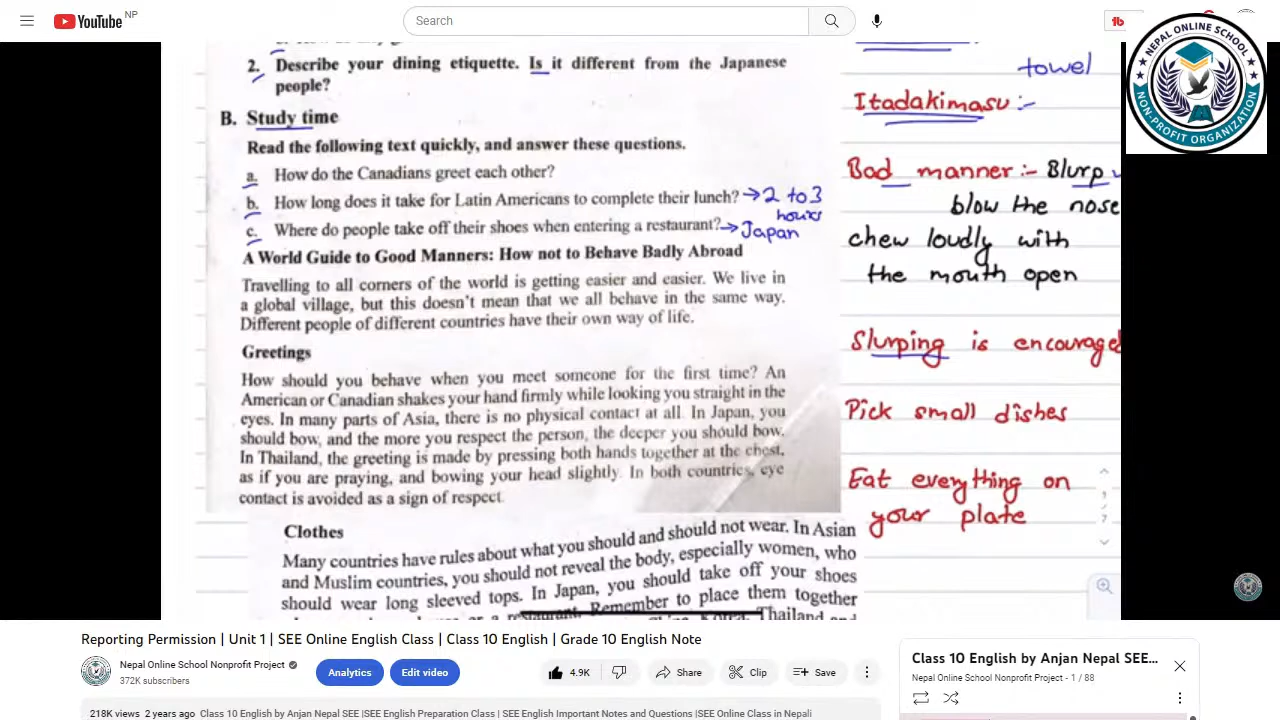 NP
YouTube
Search
2. Describe your dining etiquette. Is it different from the Japanese
people?
B. Study time
Read the following text quickly, and answer these questions.
a. How do the Canadians greet each other?
b. How long does it take for Latin Americans to complete their lunch? → 2 to 3
hours
c. Where do people take off their shoes when entering a restaurant? → Japan
A World Guide to Good Manners: How not to Behave Badly Abroad
Travelling to all corners of the world is getting easier and easier. We live in
a global village, but this doesn't mean that we all behave in the same way.
Different people of different countries have their own way of life.
Greetings
How should you behave when you meet someone for the first time? An
American or Canadian shakes your hand firmly while looking you straight in the
eyes. In many parts of Asia, there is no physical contact at all. In Japan, you
should bow, and the more you respect the person, the deeper you should bow.
In Thailand, the greeting is made by pressing both hands together at the chest,
as if you are praying, and bowing your head slightly. In both countries, eye
contact is avoided as a sign of respect.
Clothes
Many countries have rules about what you should and should not wear. In Asian
and Muslim countries, you should not reveal the body, especially women, who
should wear long sleeved tops. In Japan, you should take off your shoes
restaurant. Remember to place them together
Thailand and
towel
Itadakimasu :-
Bad manner :- Blurp
blow the nose
chew loudly with
the mouth open
Slurping is encouraged
Pick small dishes
Eat everything on
your plate
NEPAL ONLINE SCHOOL
NON-PROFIT ORGANIZATION
Reporting Permission | Unit 1 | SEE Online English Class | Class 10 English | Grade 10 English Note
Nepal Online School Nonprofit Project
372K subscribers
Analytics
Edit video
4.9K
Share
Clip
Save
218K views 2 years ago Class 10 English by Anjan Nepal SEE |SEE English Preparation Class | SEE English Important Notes and Questions |SEE Online Class in Nepali
Class 10 English by Anjan Nepal SEE...
Nepal Online School Nonprofit Project - 1 / 88